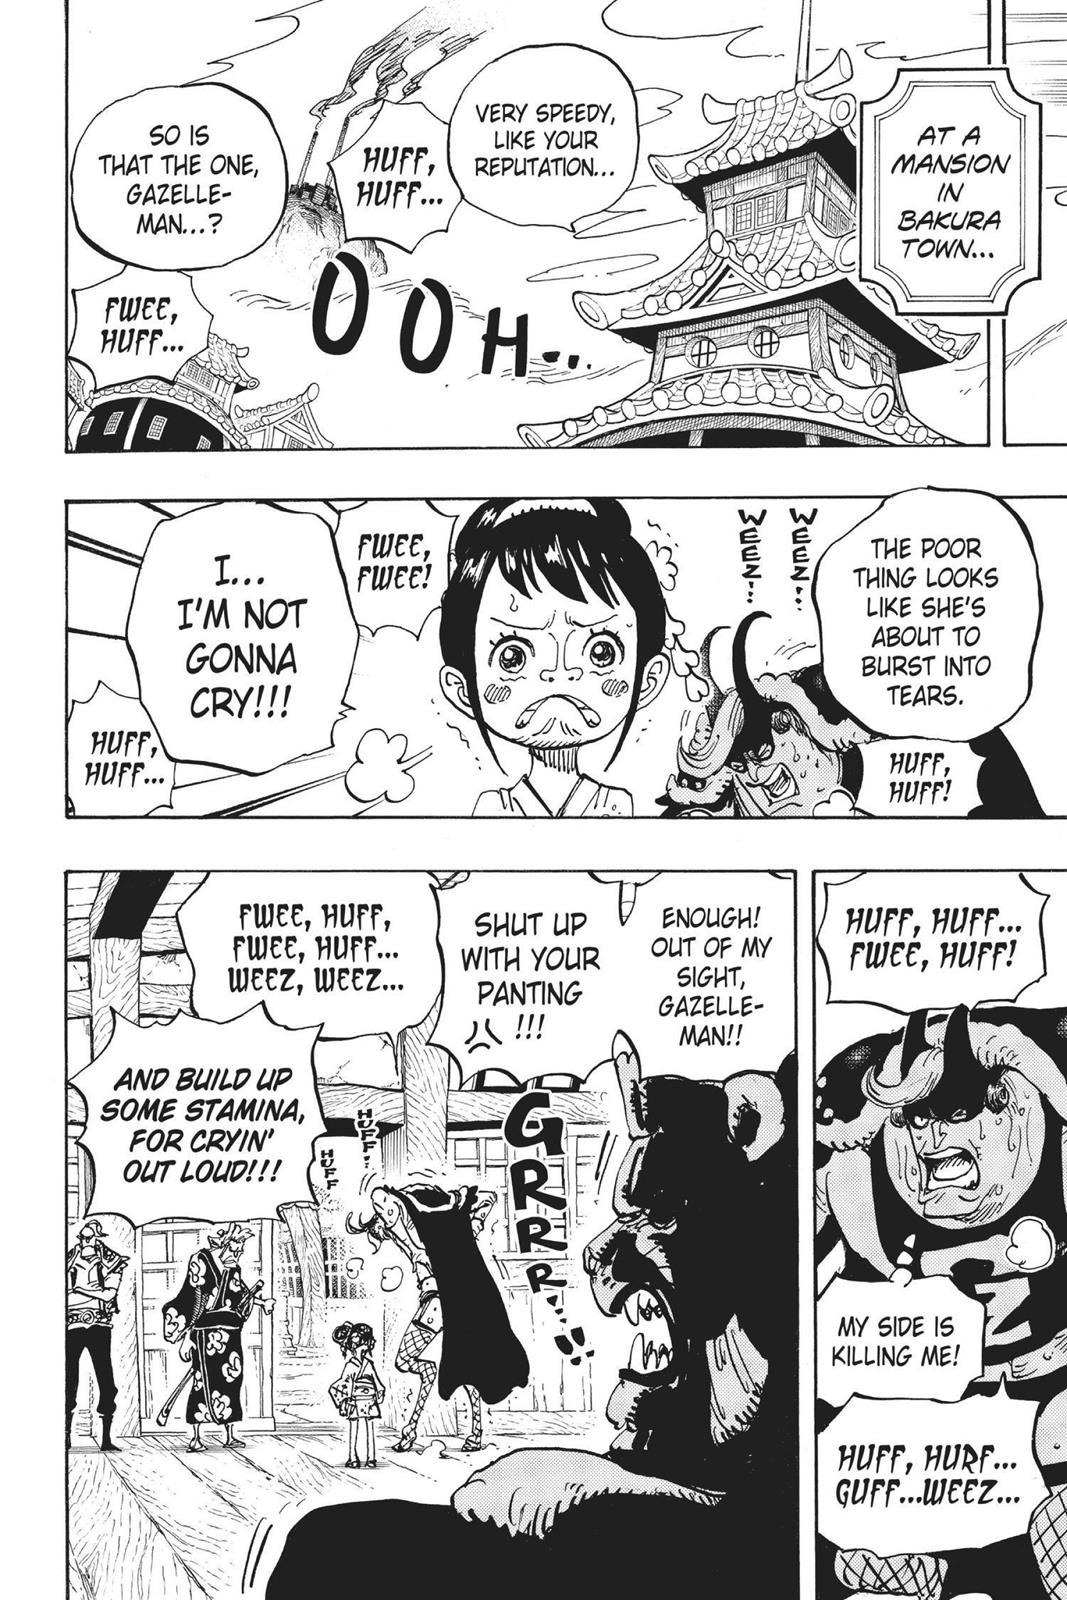 AT A
MANSION
IN
BAKURA
TOWN...
VERY SPEEDY,
LIKE YOUR
REPUTATION...
HUFF,
HUFF...
SO IS
THAT THE ONE,
GAZELLE-
MAN...?
FWEE,
HUFF...
OOH...
THE POOR
THING LOOKS
LIKE SHE'S
ABOUT TO
BURST INTO
TEARS.
WEEZ!
WEEZ!
HUFF,
HUFF!
FWEE,
FWEE!
I...
I'M NOT
GONNA
CRY!!!
HUFF,
HUFF...
HUFF, HUFF...
FWEE, HUFF!
MY SIDE IS
KILLING ME!
HUFF, HURF...
GUFF...WEEZ...
ENOUGH!
OUT OF MY
SIGHT,
GAZELLE-
MAN!!
SHUT UP
WITH YOUR
PANTING
!!!
FWEE, HUFF,
FWEE, HUFF...
WEEZ, WEEZ...
GRRR...!!
HUFF!
HUFF
AND BUILD UP
SOME STAMINA,
FOR CRYIN'
OUT LOUD!!!